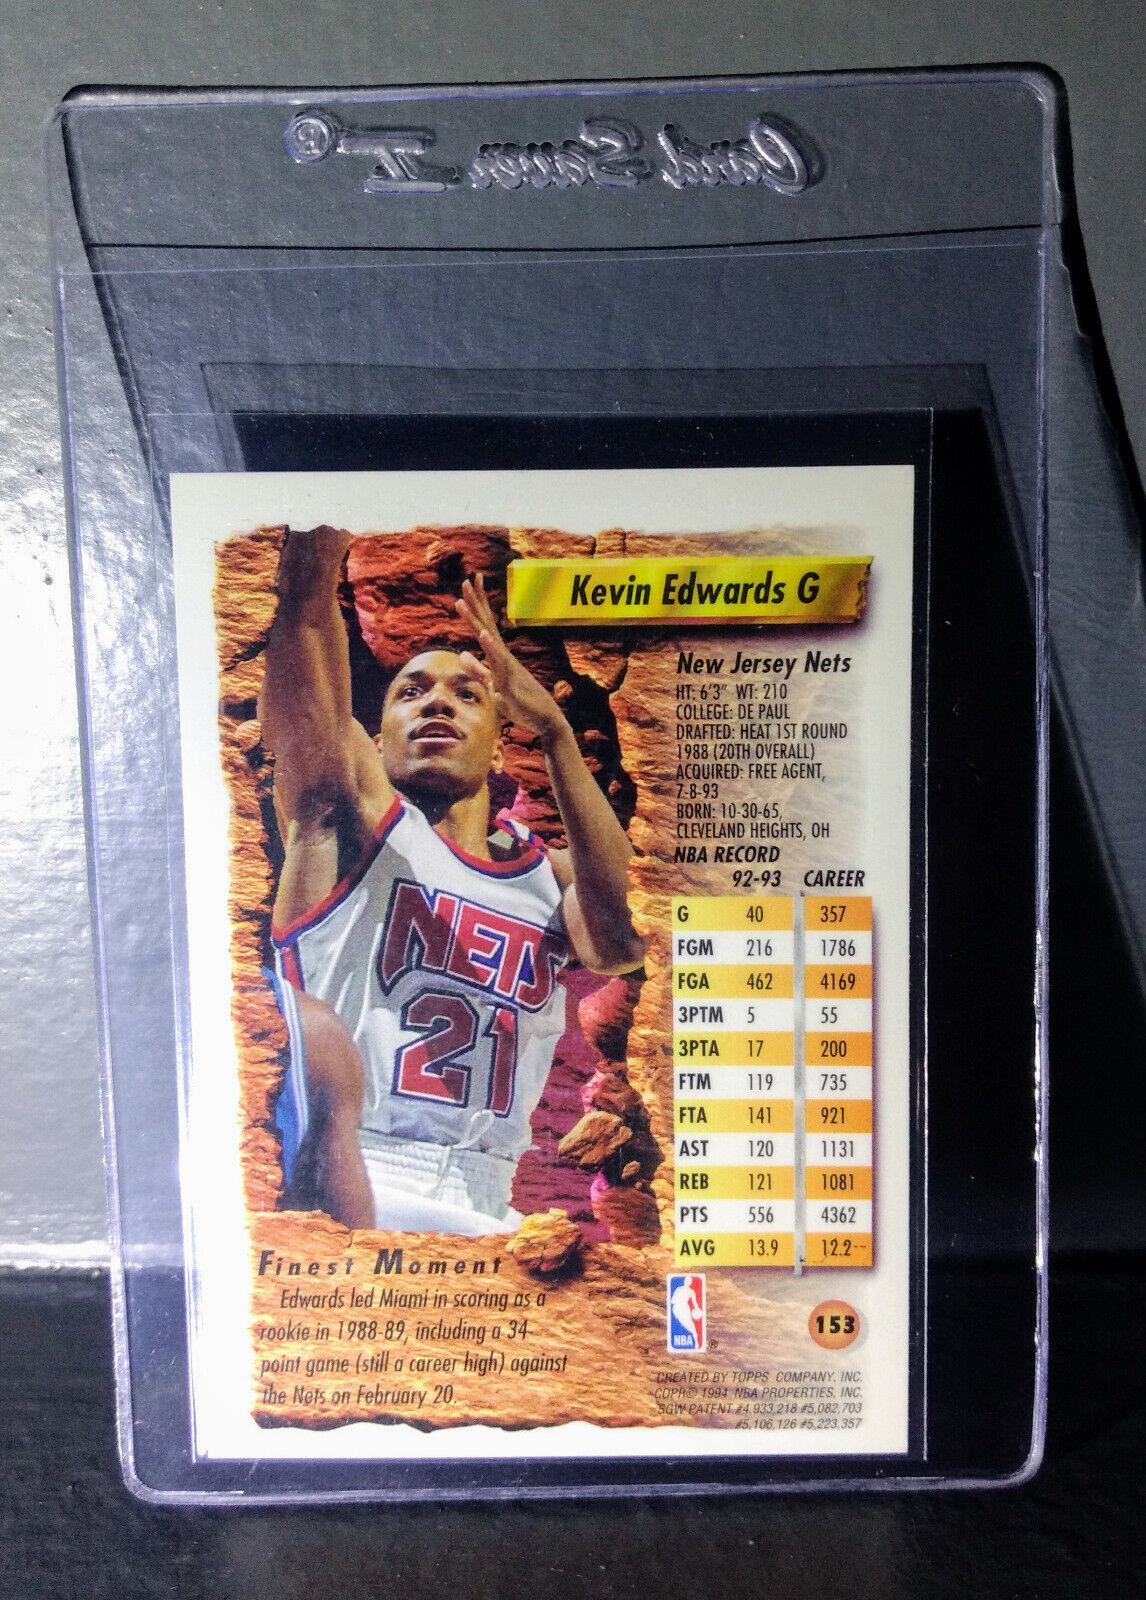 Card Saver I®
Kevin Edwards G
New Jersey Nets
HT: 6'3" WT: 210
COLLEGE: DE PAUL
DRAFTED: HEAT 1ST ROUND
1988 (20TH OVERALL)
ACQUIRED: FREE AGENT,
7-8-93
BORN: 10-30-65,
CLEVELAND HEIGHTS, OH
NBA RECORD
92-93 CAREER
G 40 357
FGM 216 1786
FGA 462 4169
3PTM 5 55
3PTA 17 200
FTM 119 735
FTA 141 921
AST 120 1131
REB 121 1081
PTS 556 4362
AVG 13.9 12.2
NETS
21
Finest Moment
Edwards led Miami in scoring as a
rookie in 1988-89, including a 34-
point game (still a career high) against
the Nets on February 20.
NBA ®
153
CREATED BY TOPPS COMPANY, INC.
COPR© 1994 NBA PROPERTIES, INC.
SGW PATENT #4,933,218 #5,082,703
#5,106,126 #5,223,357